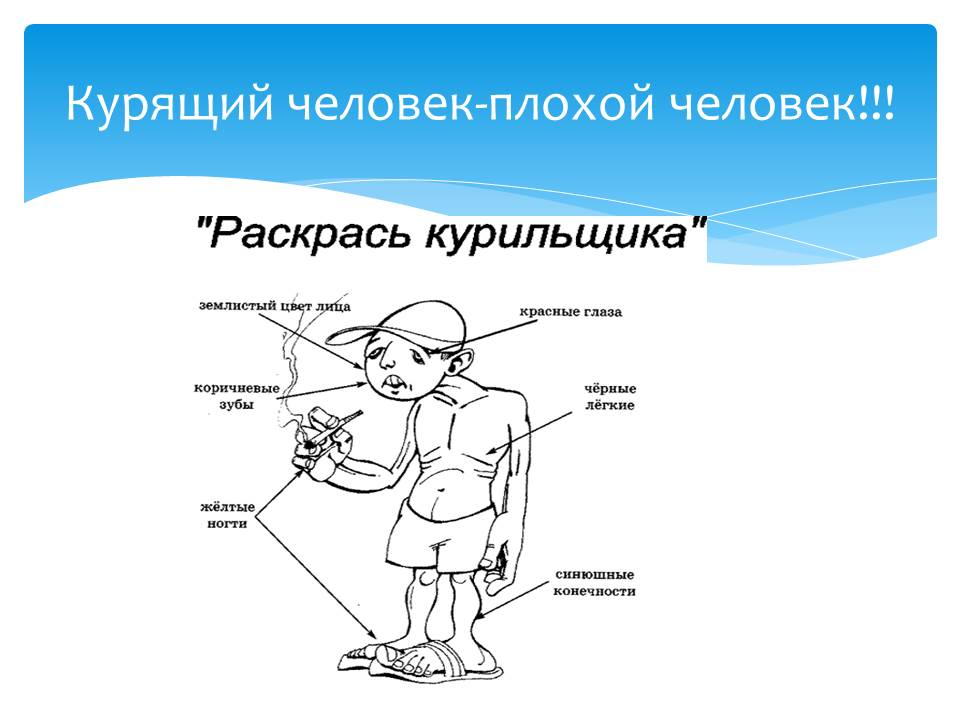 Курящий человек-плохой человек!!!
"Раскрась курильщика"
землистый цвет лица
красные глаза
коричневые
зубы
чёрные
лёгкие
жёлтые
ногти
синюшные
конечности